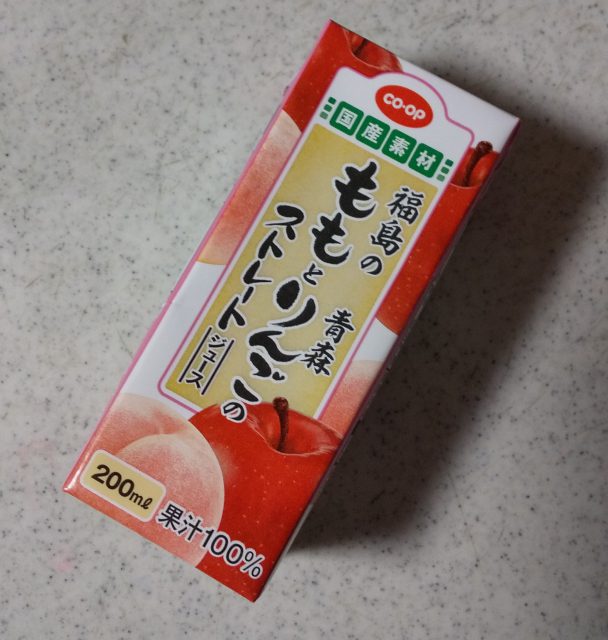 CO·OP
国産素材
福島の
ももと青森
りんごの
ストレート
ジュース
200ml
果汁100%